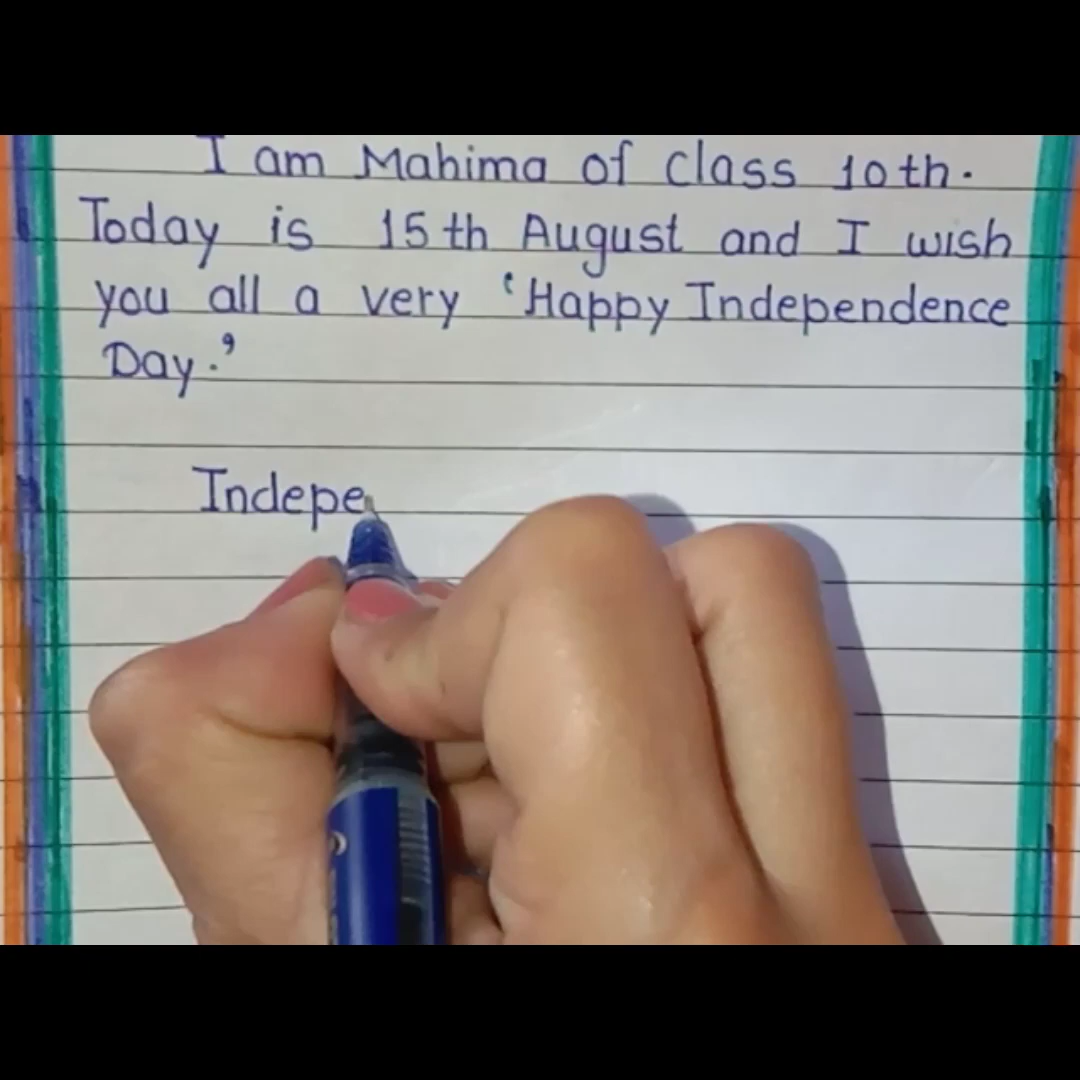 I am Mahima of class 10th.
Today is 15th August and I wish
you all a very 'Happy Independence
Day.'
Indepe